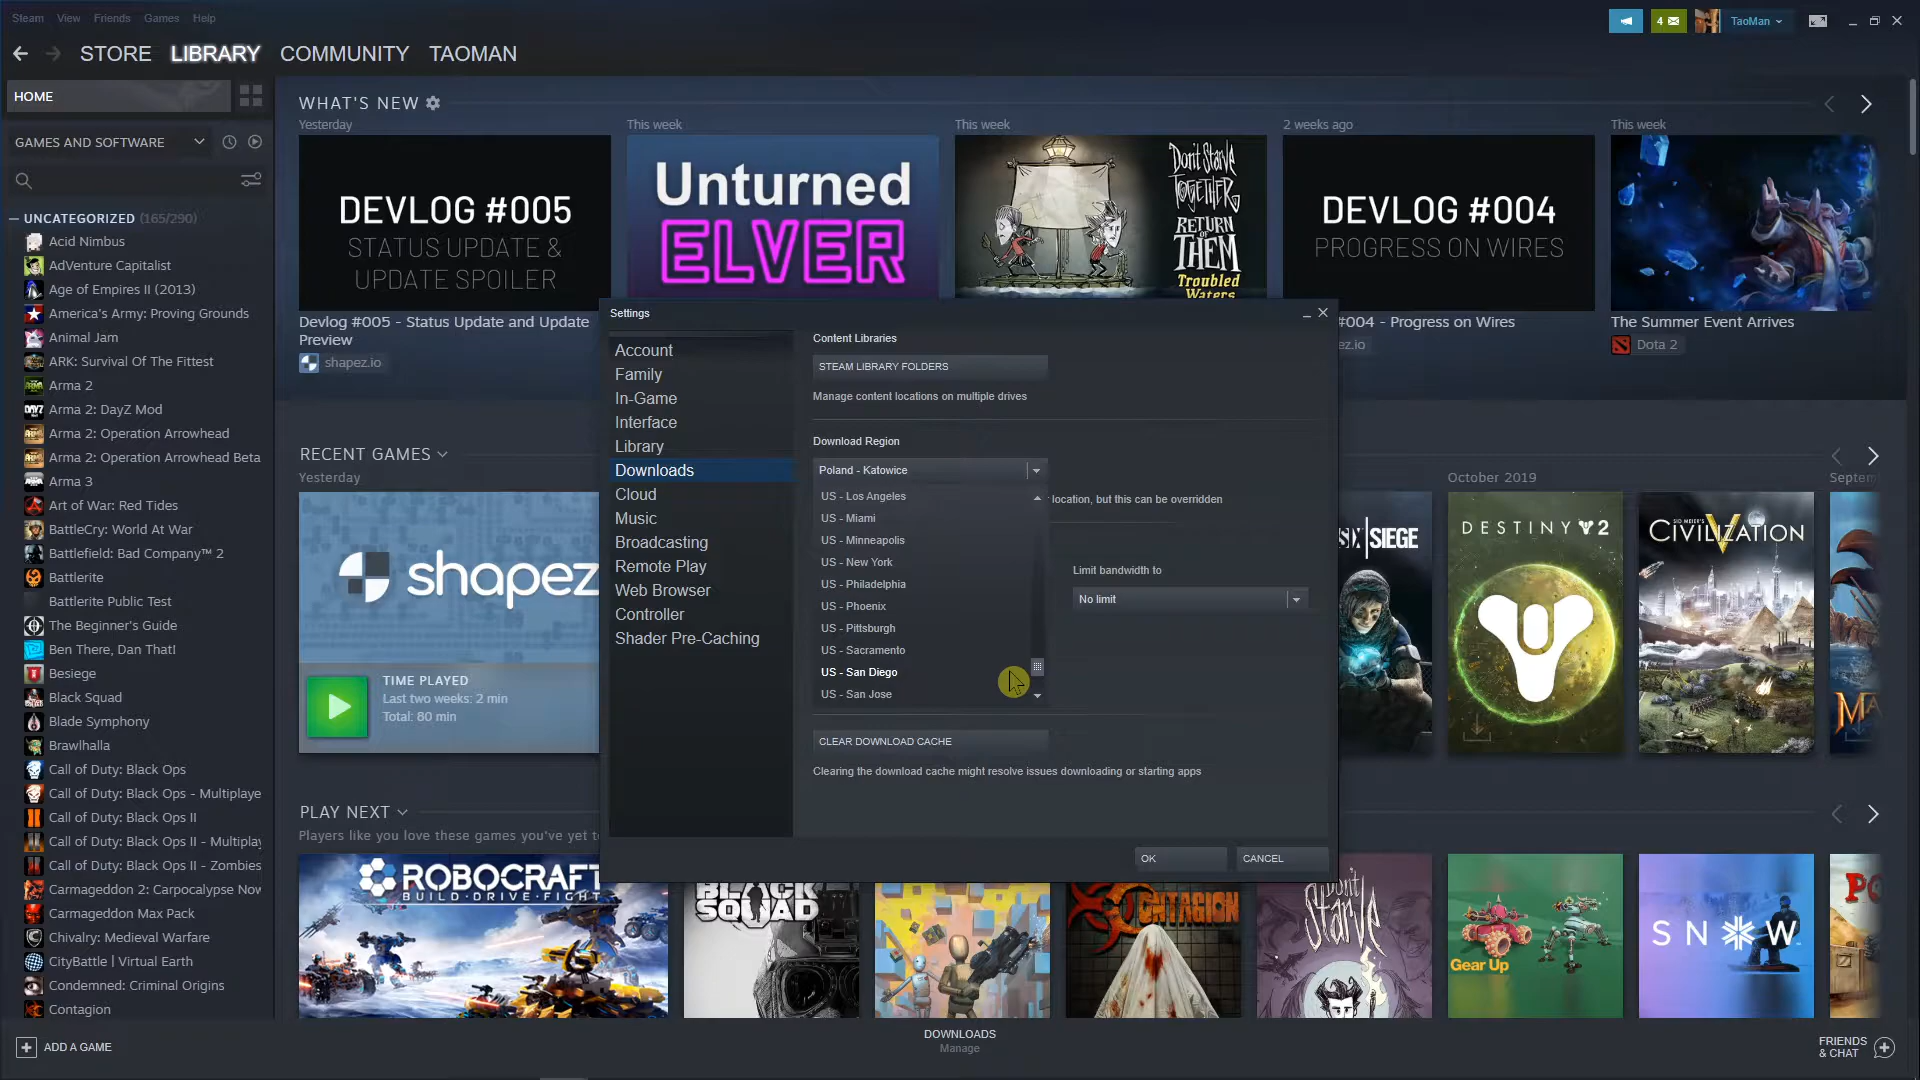 Steam View Friends Games Help
4
TaoMan
STORE LIBRARY COMMUNITY TAOMAN
HOME
GAMES AND SOFTWARE
UNCATEGORIZED (165/290)
Acid Nimbus
AdVenture Capitalist
Age of Empires II (2013)
America's Army: Proving Grounds
Animal Jam
ARK: Survival Of The Fittest
Arma 2
Arma 2: DayZ Mod
Arma 2: Operation Arrowhead
Arma 2: Operation Arrowhead Beta
Arma 3
Art of War: Red Tides
BattleCry: World At War
Battlefield: Bad Company™ 2
Battlerite
Battlerite Public Test
The Beginner's Guide
Ben There, Dan That!
Besiege
Black Squad
Blade Symphony
Brawlhalla
Call of Duty: Black Ops
Call of Duty: Black Ops - Multiplaye
Call of Duty: Black Ops II
Call of Duty: Black Ops II - Multiplay
Call of Duty: Black Ops II - Zombies
Carmageddon 2: Carpocalypse Now
Carmageddon Max Pack
Chivalry: Medieval Warfare
CityBattle | Virtual Earth
Condemned: Criminal Origins
Contagion
ADD A GAME
WHAT'S NEW
Yesterday
DEVLOG #005
STATUS UPDATE &
UPDATE SPOILER
Devlog #005 - Status Update and Update
Preview
shapez.io
This week
Unturned
ELVER
This week
Don't Starve
TOGETHER
RETURN
OF
THEM
Troubled
Waters
2 weeks ago
DEVLOG #004
PROGRESS ON WIRES
#004 - Progress on Wires
ez.io
This week
The Summer Event Arrives
Dota 2
RECENT GAMES
Yesterday
shapez
TIME PLAYED
Last two weeks: 2 min
Total: 80 min
SIX SIEGE
October 2019
DESTINY 2
SID MEIER'S
CIVILIZATION
V
Septem
MA
Settings
Account
Family
In-Game
Interface
Library
Downloads
Cloud
Music
Broadcasting
Remote Play
Web Browser
Controller
Shader Pre-Caching
Content Libraries
STEAM LIBRARY FOLDERS
Manage content locations on multiple drives
Download Region
Poland - Katowice
location, but this can be overridden
US - Los Angeles
US - Miami
US - Minneapolis
US - New York
US - Philadelphia
US - Phoenix
US - Pittsburgh
US - Sacramento
US - San Diego
US - San Jose
Limit bandwidth to
No limit
CLEAR DOWNLOAD CACHE
Clearing the download cache might resolve issues downloading or starting apps
OK
CANCEL
PLAY NEXT
Players like you love these games you've yet to
ROBOCRAFT
BUILD • DRIVE • FIGHT
BLACK
SQUAD
CONTAGION
Don't
Starve
Gear Up
SNOW
DOWNLOADS
Manage
FRIENDS
& CHAT